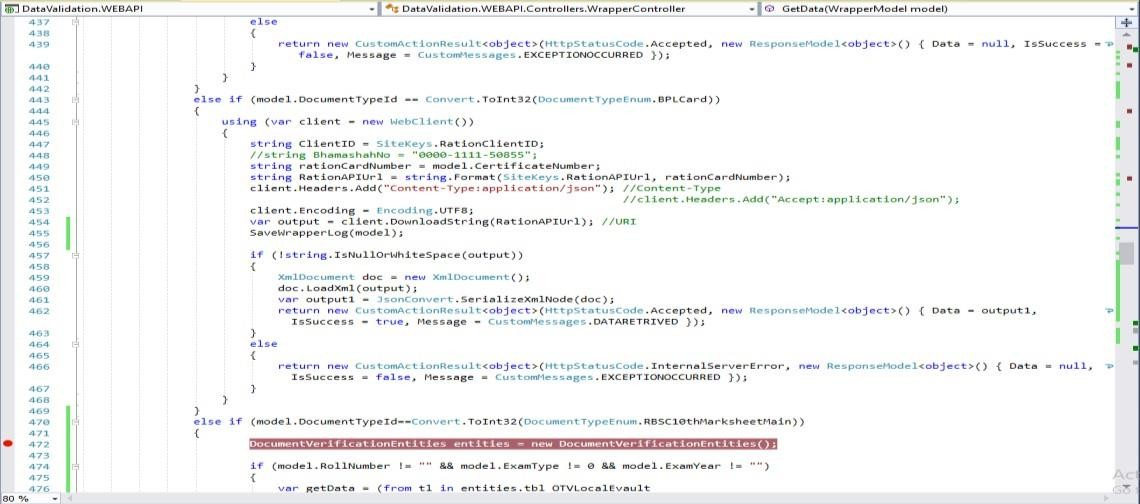 DataValidation.WEBAPI DataValidation.WEBAPI.Controllers.WrapperController GetData(WrapperModel model)
437 else
438 {
439 return new CustomActionResult<object>(HttpStatusCode.Accepted, new ResponseModel<object>() { Data = null, IsSuccess =
false, Message = CustomMessages.EXCEPTIONOCCURRED });
440 }
441 }
442 }
443 else if (model.DocumentTypeId == Convert.ToInt32(DocumentTypeEnum.BPLCard))
444 {
445 using (var client = new WebClient())
446 {
447 string ClientID = SiteKeys.RationClientID;
448 //string BhamashahNo = "0000-1111-50855";
449 string rationCardNumber = model.CertificateNumber;
450 string RationAPIUrl = string.Format(SiteKeys.RationAPIUrl, rationCardNumber);
451 client.Headers.Add("Content-Type:application/json"); //Content-Type
452 //client.Headers.Add("Accept:application/json");
453 client.Encoding = Encoding.UTF8;
454 var output = client.DownloadString(RationAPIUrl); //URI
455 SaveWrapperLog(model);
456
457 if (!string.IsNullOrWhiteSpace(output))
458 {
459 XmlDocument doc = new XmlDocument();
460 doc.LoadXml(output);
461 var output1 = JsonConvert.SerializeXmlNode(doc);
462 return new CustomActionResult<object>(HttpStatusCode.Accepted, new ResponseModel<object>() { Data = output1,
IsSuccess = true, Message = CustomMessages.DATARETRIVED });
463 }
464 else
465 {
466 return new CustomActionResult<object>(HttpStatusCode.InternalServerError, new ResponseModel<object>() { Data = null,
IsSuccess = false, Message = CustomMessages.EXCEPTIONOCCURRED });
467 }
468 }
469 }
470 else if (model.DocumentTypeId==Convert.ToInt32(DocumentTypeEnum.RBSC10thMarksheetMain))
471 {
472 DocumentVerificationEntities entities = new DocumentVerificationEntities();
473
474 if (model.RollNumber != "" && model.ExamType != 0 && model.ExamYear != "")
475 {
476 var getData = (from tl in entities.tbl_OTVLocalEvault
80 %